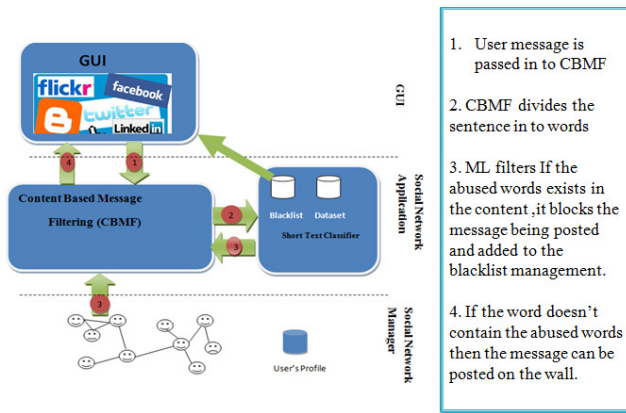 GUI
flickr
facebook
twitter
Linked in
4
1
GUI
Content Based Message
Filtering (CBMF)
2
3
Blacklist
Dataset
Short Text Classifier
Social Network
Application
3
User's Profile
Social Network
Manager
1. User message is
passed in to CBMF
2. CBMF divides the
sentence in to words
3. ML filters If the
abused words exists in
the content ,it blocks the
message being posted
and added to the
blacklist management.
4. If the word doesn't
contain the abused words
then the message can be
posted on the wall.